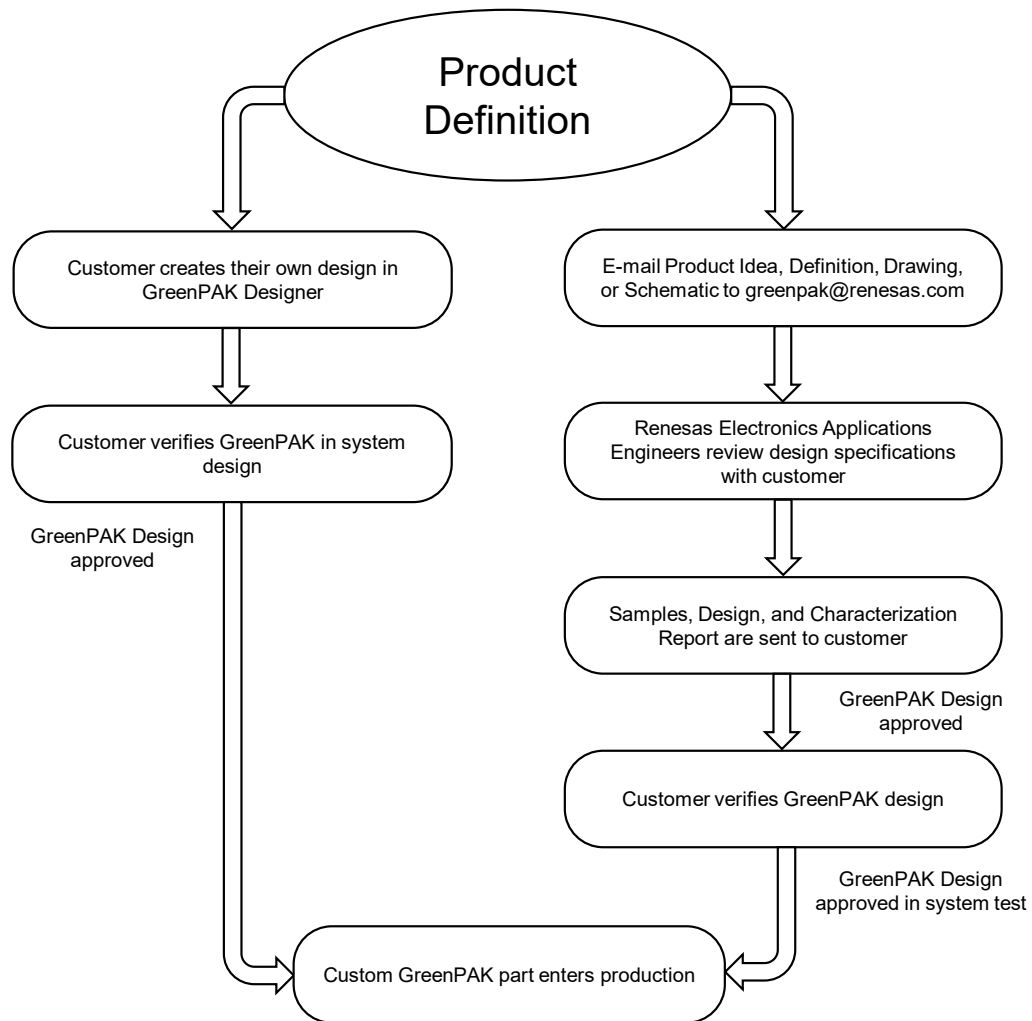 Product
Definition
Customer creates their own design in
GreenPAK Designer
Customer verifies GreenPAK in system
design
GreenPAK Design
approved
E-mail Product Idea, Definition, Drawing,
or Schematic to greenpak@renesas.com
Renesas Electronics Applications
Engineers review design specifications
with customer
Samples, Design, and Characterization
Report are sent to customer
GreenPAK Design
approved
Customer verifies GreenPAK design
GreenPAK Design
approved in system test
Custom GreenPAK part enters production